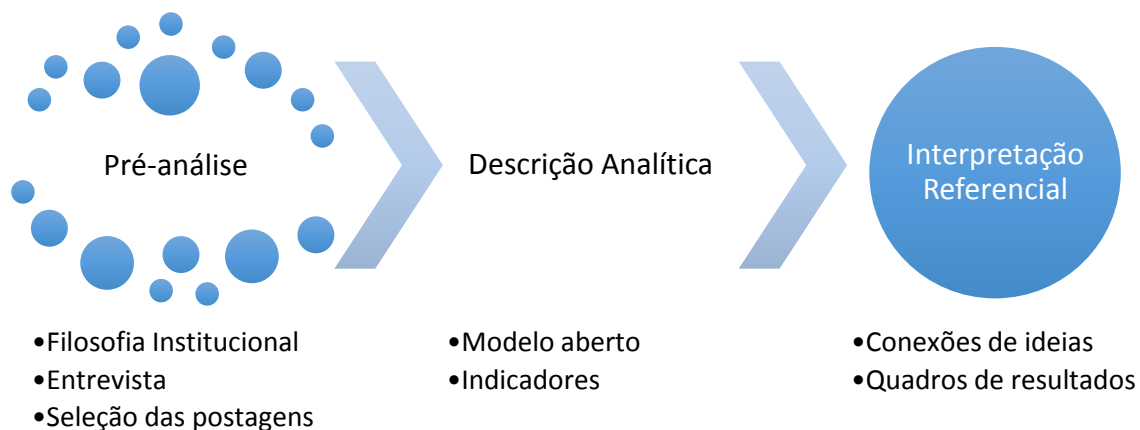 Pré-análise
Descrição Analítica
Interpretação
Referencial
•Filosofia Institucional
•Entrevista
•Seleção das postagens
•Modelo aberto
•Indicadores
•Conexões de ideias
•Quadros de resultados